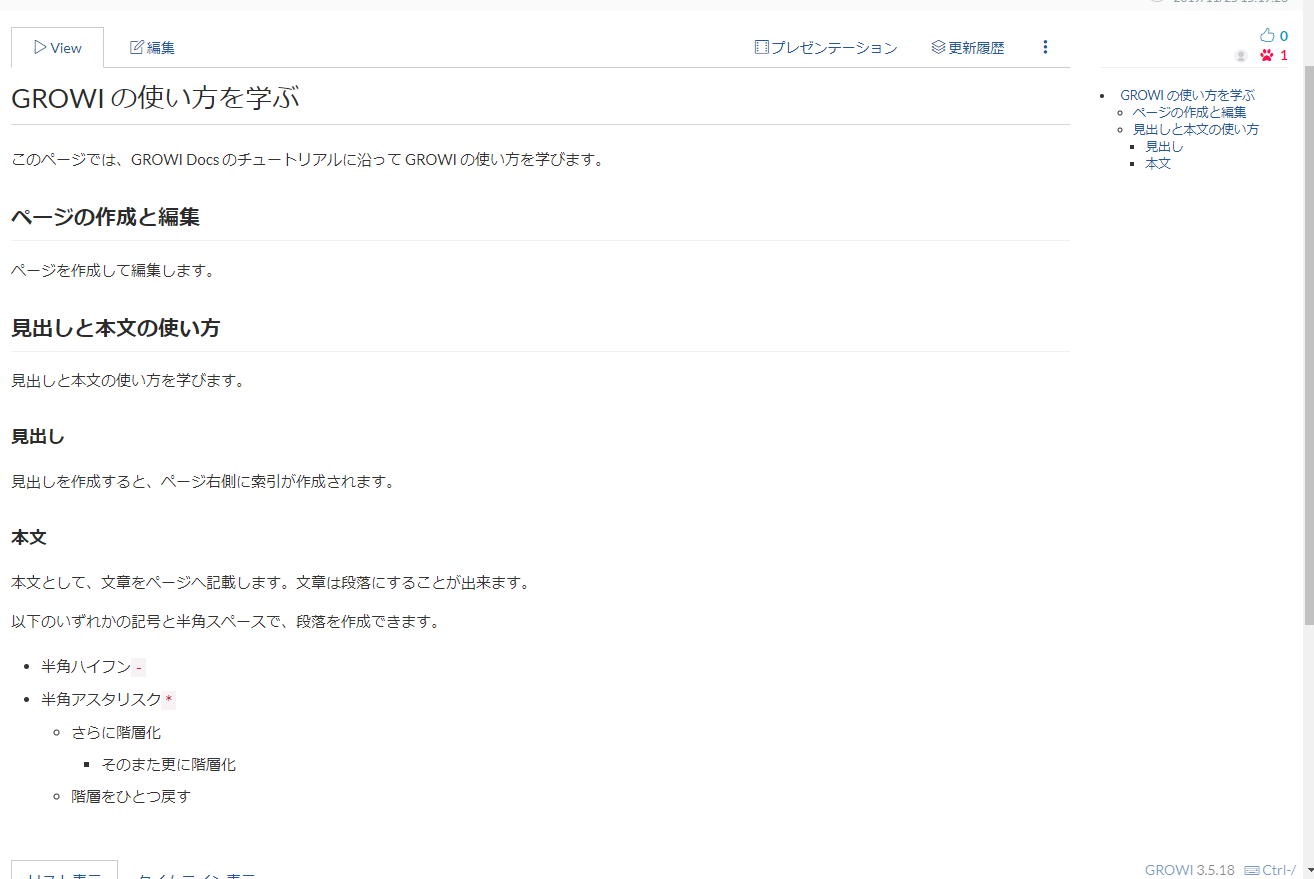 View
編集
プレゼンテーション
更新履歴
0
1
GROWI の使い方を学ぶ
このページでは、GROWI Docs のチュートリアルに沿って GROWI の使い方を学びます。
ページの作成と編集
ページを作成して編集します。
見出しと本文の使い方
見出しと本文の使い方を学びます。
見出し
見出しを作成すると、ページ右側に索引が作成されます。
本文
本文として、文章をページへ記載します。文章は段落にすることが出来ます。
以下のいずれかの記号と半角スペースで、段落を作成できます。
半角ハイフン -
半角アスタリスク *
さらに階層化
そのまた更に階層化
階層をひとつ戻す
GROWI の使い方を学ぶ
ページの作成と編集
見出しと本文の使い方
見出し
本文
リスト表示
タイムライン表示
GROWI 3.5.18 Ctrl-/